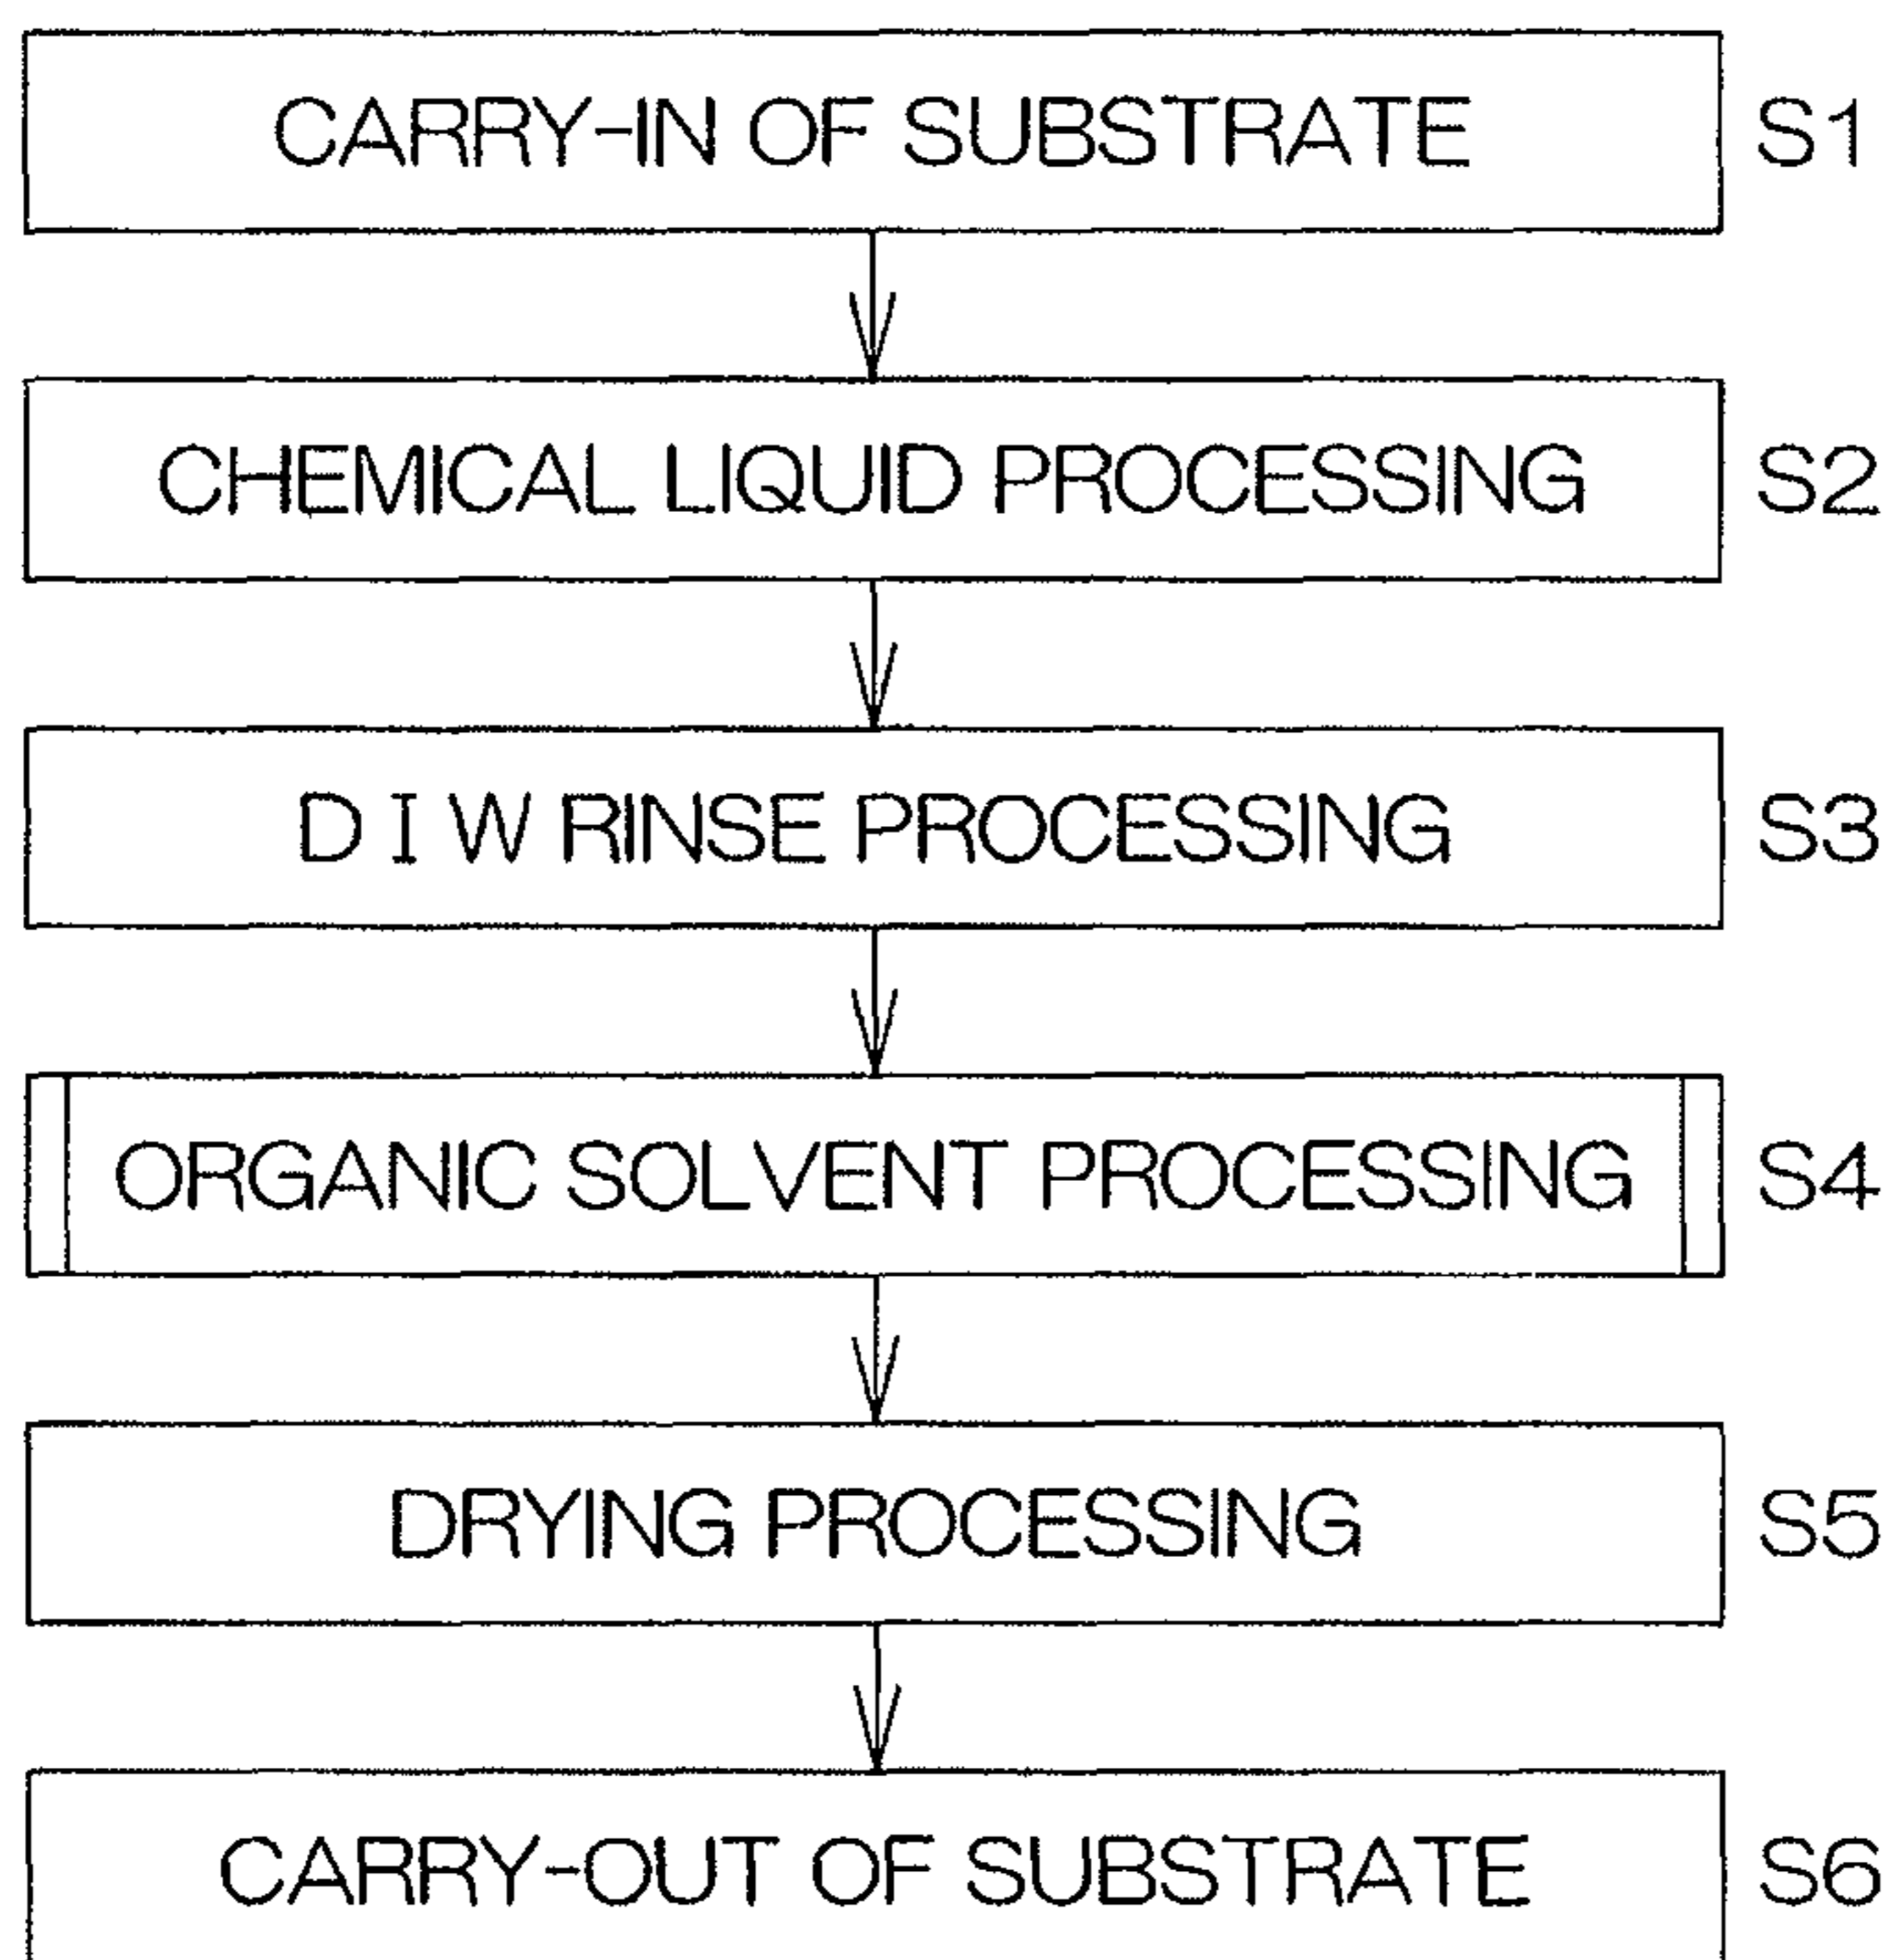 CARRY-IN OF SUBSTRATE S1
CHEMICAL LIQUID PROCESSING S2
D I W RINSE PROCESSING S3
ORGANIC SOLVENT PROCESSING S4
DRYING PROCESSING S5
CARRY-OUT OF SUBSTRATE S6